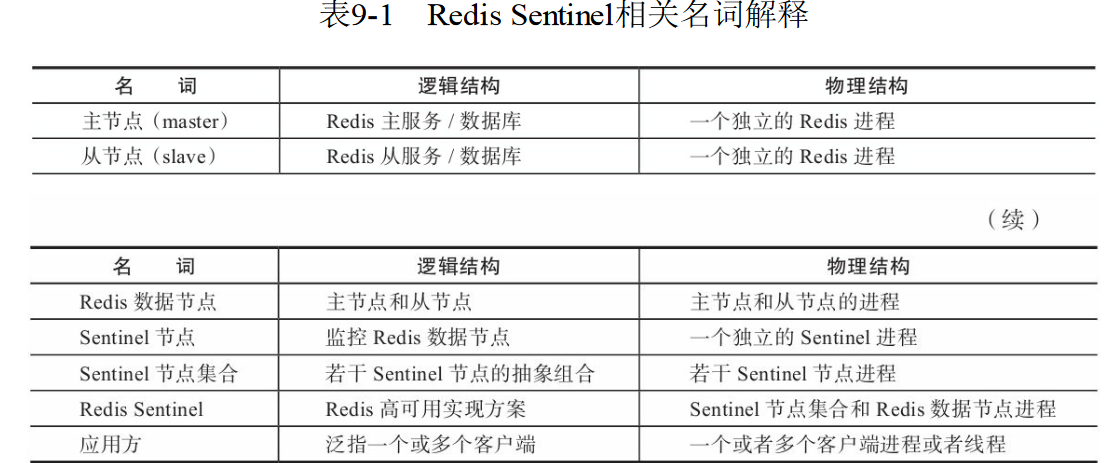 表9-1 Redis Sentinel相关名词解释
名 词 逻辑结构 物理结构
主节点（master） Redis 主服务 / 数据库 一个独立的 Redis 进程
从节点（slave） Redis 从服务 / 数据库 一个独立的 Redis 进程
（续）
名 词 逻辑结构 物理结构
Redis 数据节点 主节点和从节点 主节点和从节点的进程
Sentinel 节点 监控 Redis 数据节点 一个独立的 Sentinel 进程
Sentinel 节点集合 若干 Sentinel 节点的抽象组合 若干 Sentinel 节点进程
Redis Sentinel Redis 高可用实现方案 Sentinel 节点集合和 Redis 数据节点进程
应用方 泛指一个或多个客户端 一个或者多个客户端进程或者线程